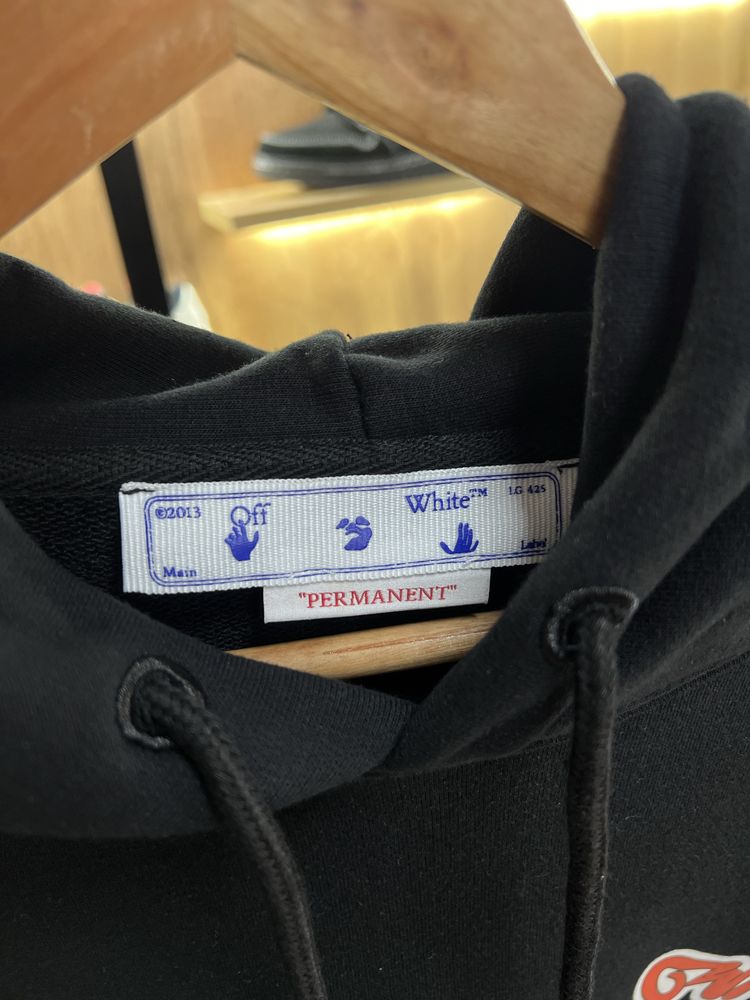 ©2013 Off White™ LG 425
Main Label
"PERMANENT"